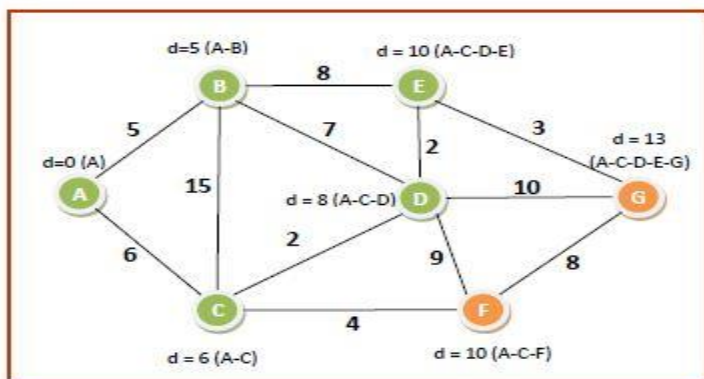 d=5 (A-B)
d = 10 (A-C-D-E)
B
8
E
5
7
2
3
d = 13
(A-C-D-E-G)
d=0 (A)
A
15
d = 8 (A-C-D)
D
10
G
6
2
9
8
C
4
F
d = 6 (A-C)
d = 10 (A-C-F)